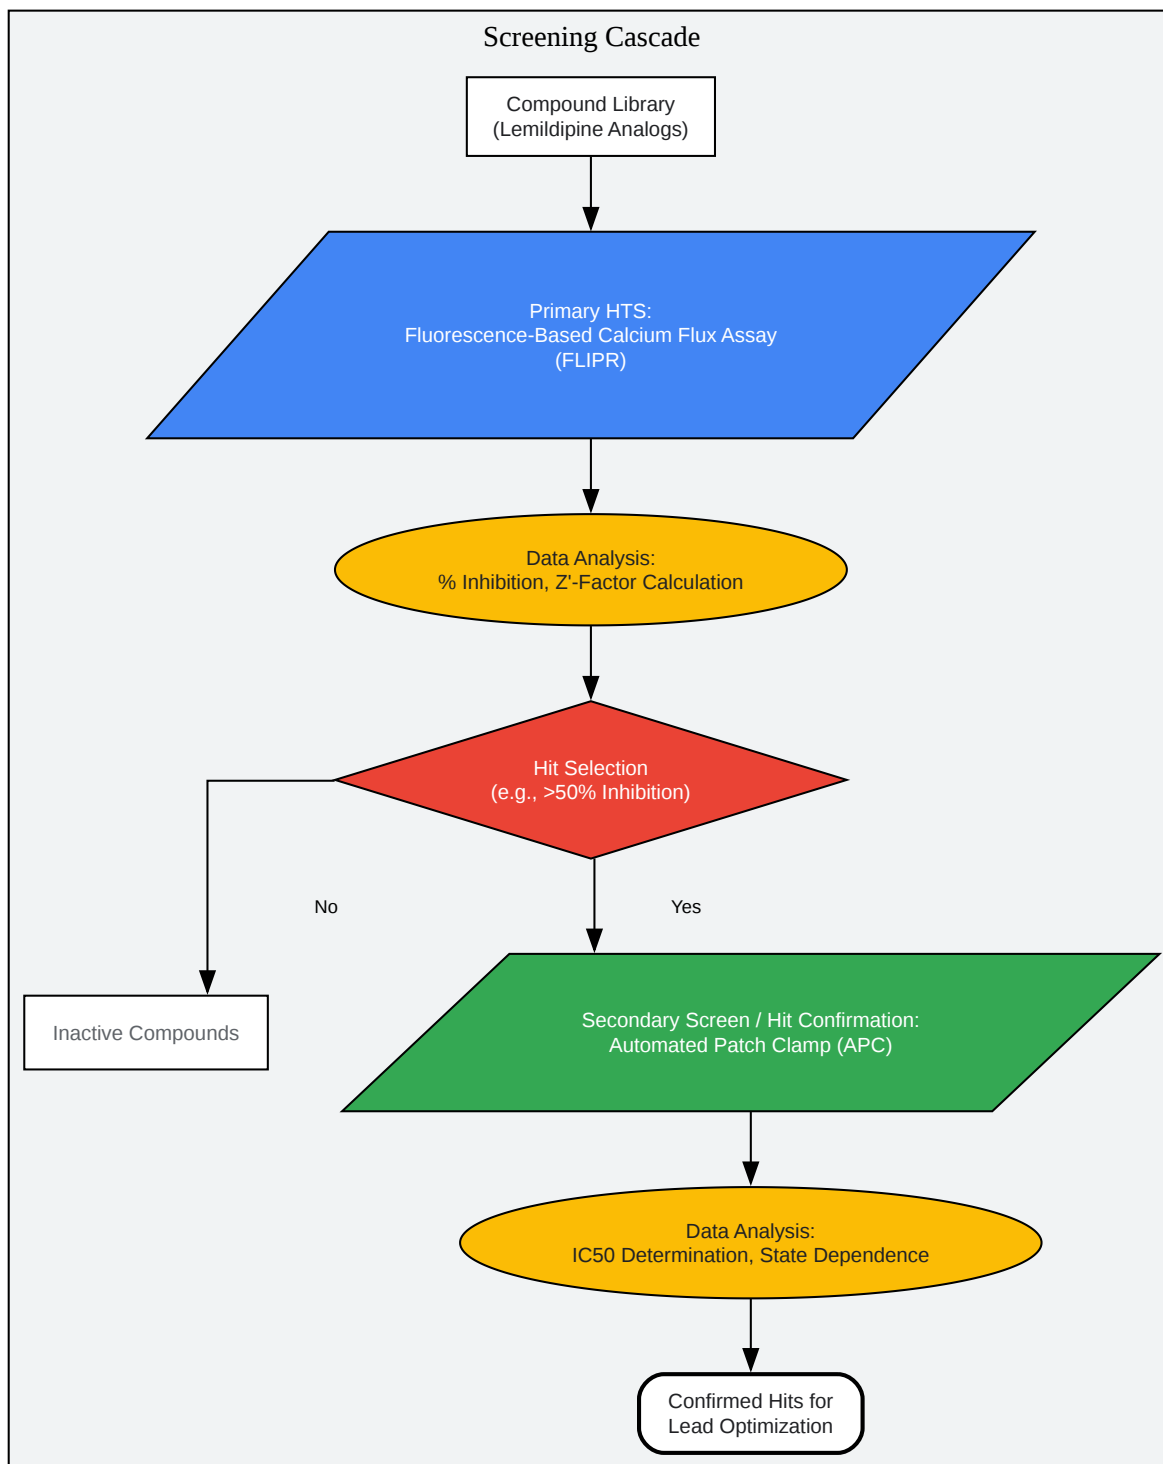 Screening Cascade
Compound Library
(Lemildipine Analogs)
Primary HTS:
Fluorescence-Based Calcium Flux Assay
(FLIPR)
Data Analysis:
% Inhibition, Z'-Factor Calculation
Hit Selection
(e.g., >50% Inhibition)
No
Yes
Inactive Compounds
Secondary Screen / Hit Confirmation:
Automated Patch Clamp (APC)
Data Analysis:
IC50 Determination, State Dependence
Confirmed Hits for
Lead Optimization